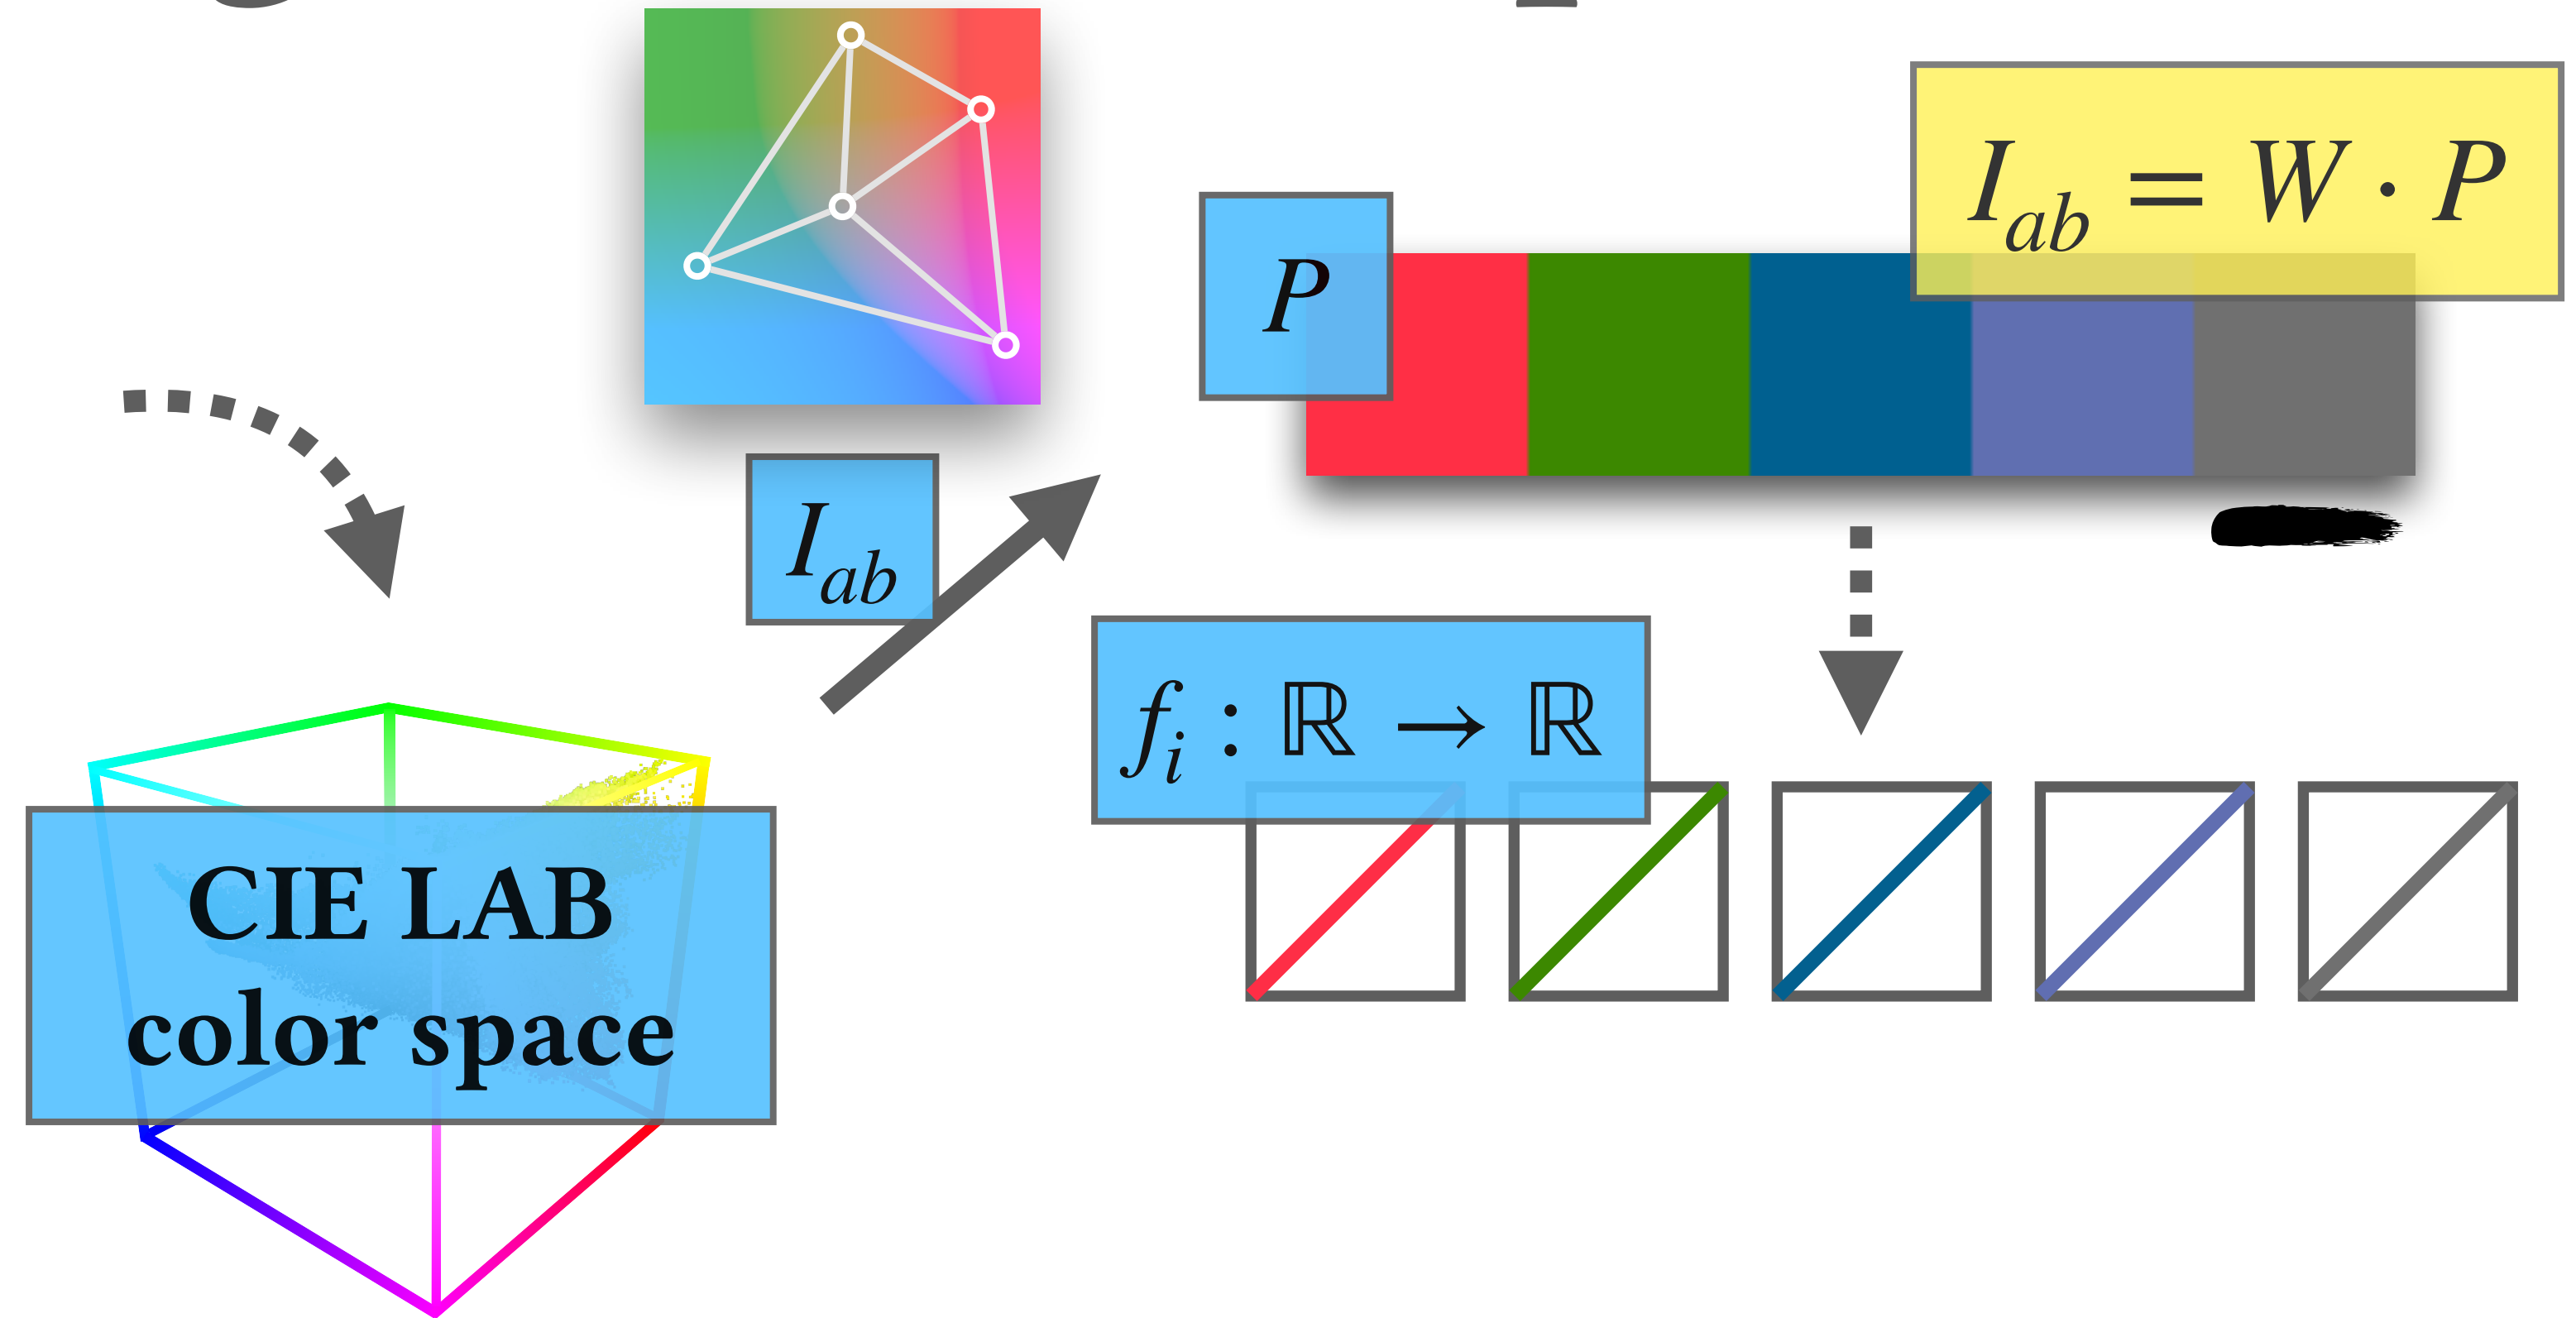 I_ab = W · P
P
I_ab
f_i : ℝ → ℝ
CIE LAB
color space